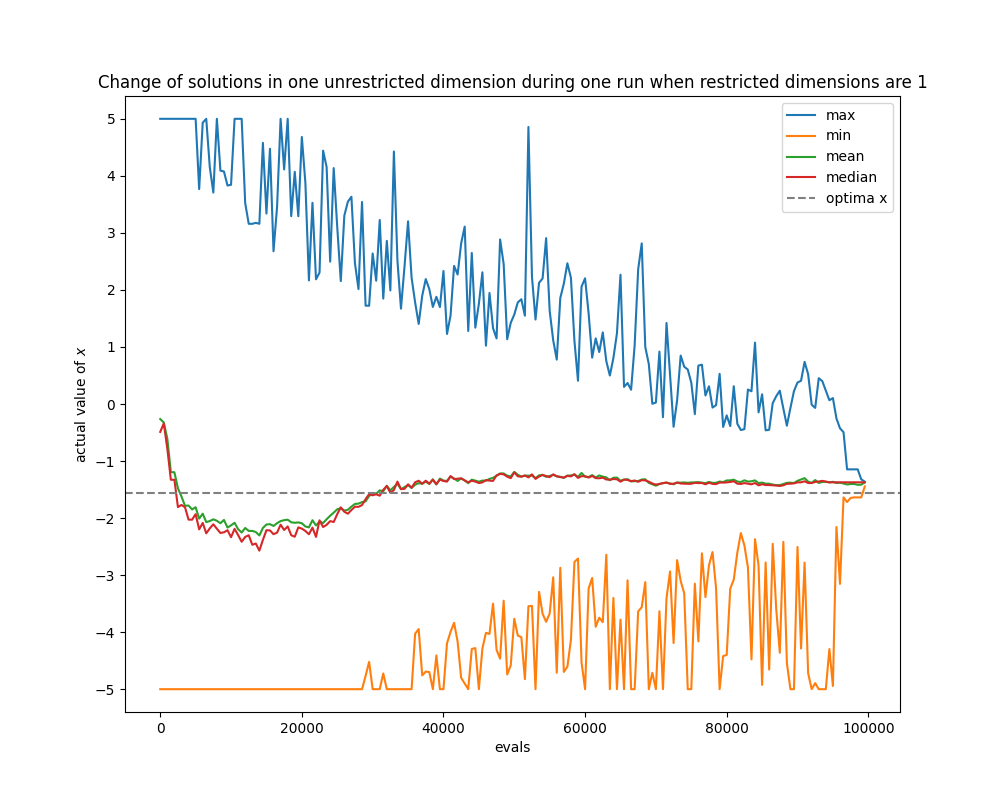 Change of solutions in one unrestricted dimension during one run when restricted dimensions are 1
max
min
mean
median
optima x
5
4
3
2
1
0
−1
−2
−3
−4
−5
actual value of x
0 20000 40000 60000 80000 100000
evals